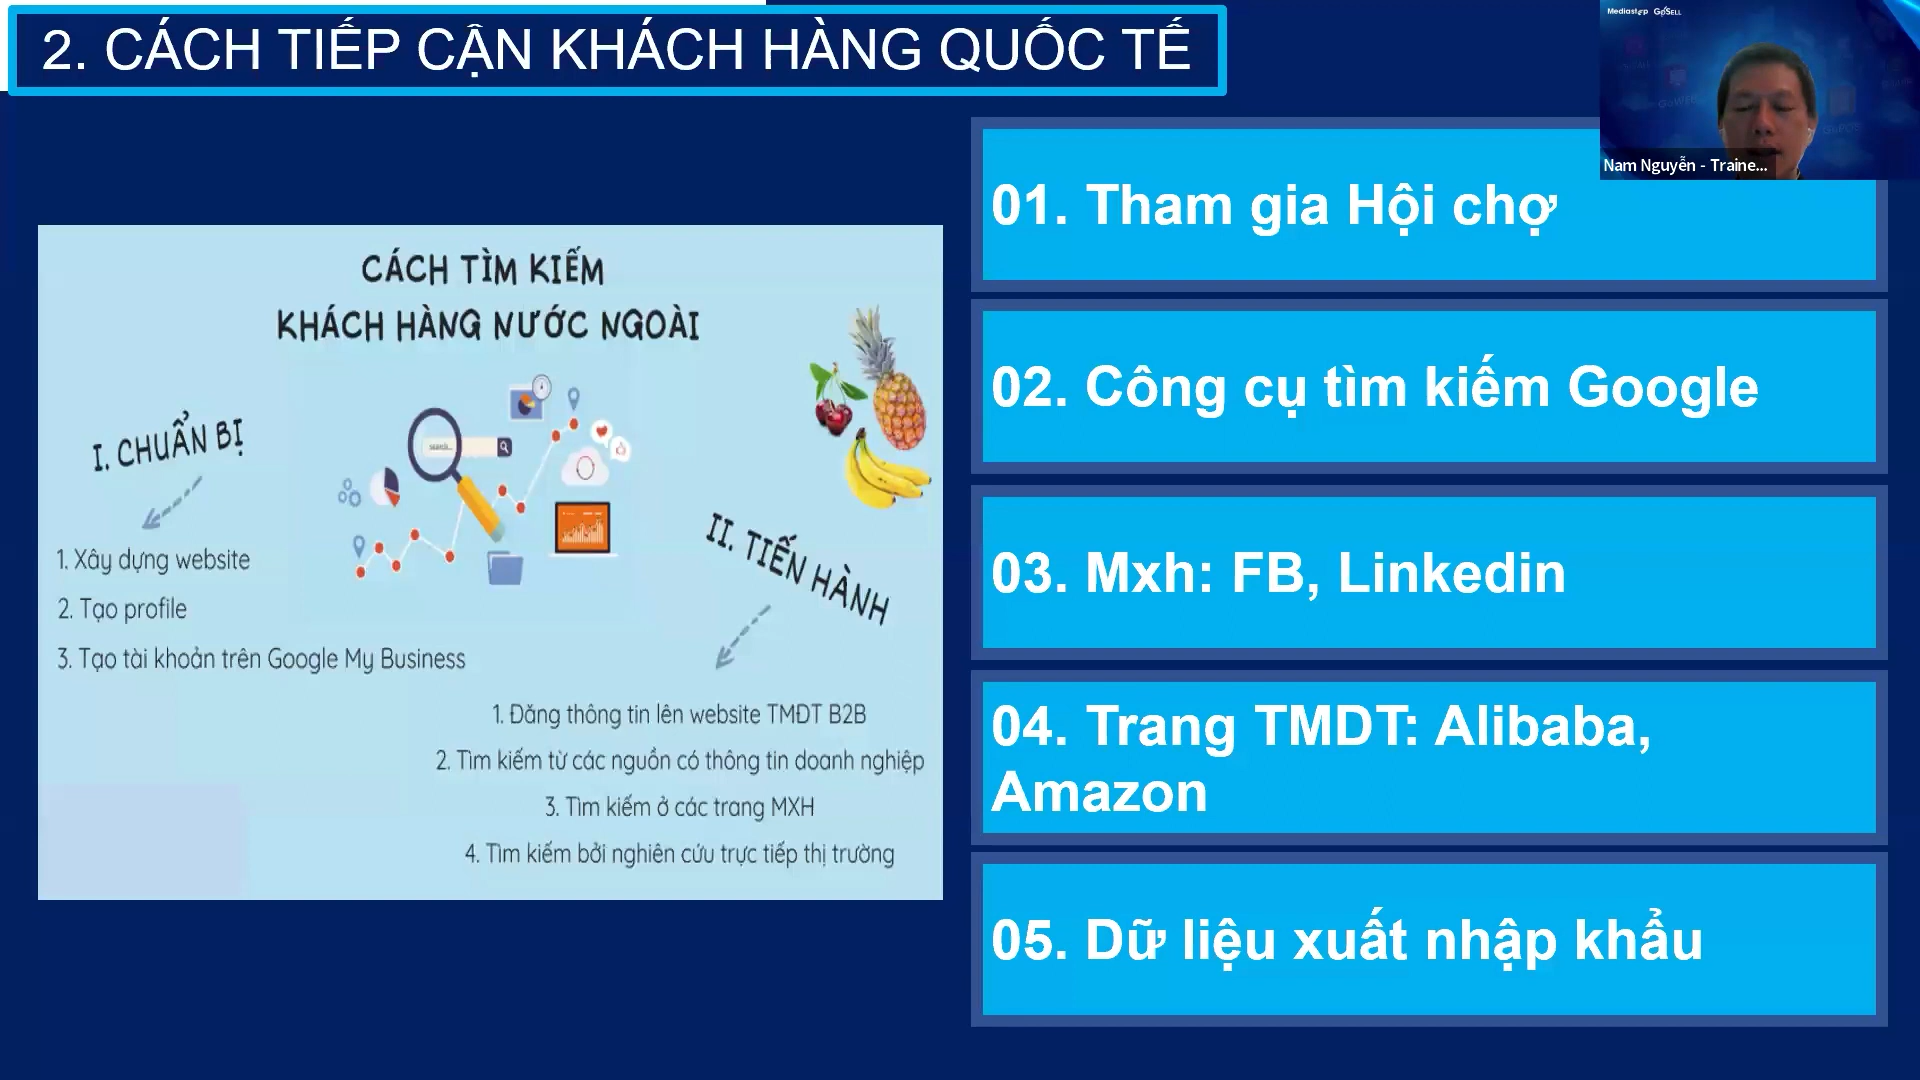 2. CÁCH TIẾP CẬN KHÁCH HÀNG QUỐC TẾ
Mediastep GoSELL
Nam Nguyễn - Traine...
CÁCH TÌM KIẾM
KHÁCH HÀNG NƯỚC NGOÀI
I. CHUẨN BỊ
search...
1. Xây dựng website
2. Tạo profile
3. Tạo tài khoản trên Google My Business
II. TIẾN HÀNH
1. Đăng thông tin lên website TMĐT B2B
2. Tìm kiếm từ các nguồn có thông tin doanh nghiệp
3. Tìm kiếm ở các trang MXH
4. Tìm kiếm bởi nghiên cứu trực tiếp thị trường
01. Tham gia Hội chợ
02. Công cụ tìm kiếm Google
03. Mxh: FB, Linkedin
04. Trang TMDT: Alibaba,
Amazon
05. Dữ liệu xuất nhập khẩu